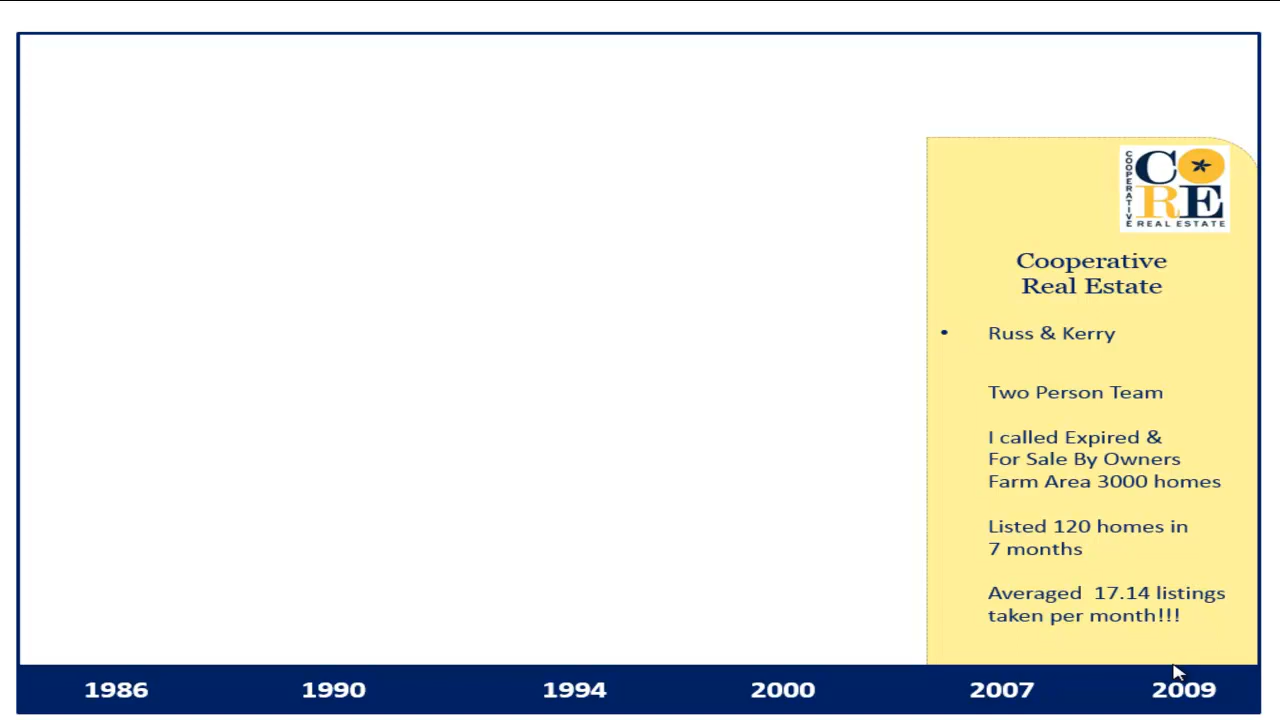 COOPERATIVE
CORE
REAL ESTATE
Cooperative
Real Estate
• Russ & Kerry
Two Person Team
I called Expired &
For Sale By Owners
Farm Area 3000 homes
Listed 120 homes in
7 months
Averaged 17.14 listings
taken per month!!!
1986 1990 1994 2000 2007 2009